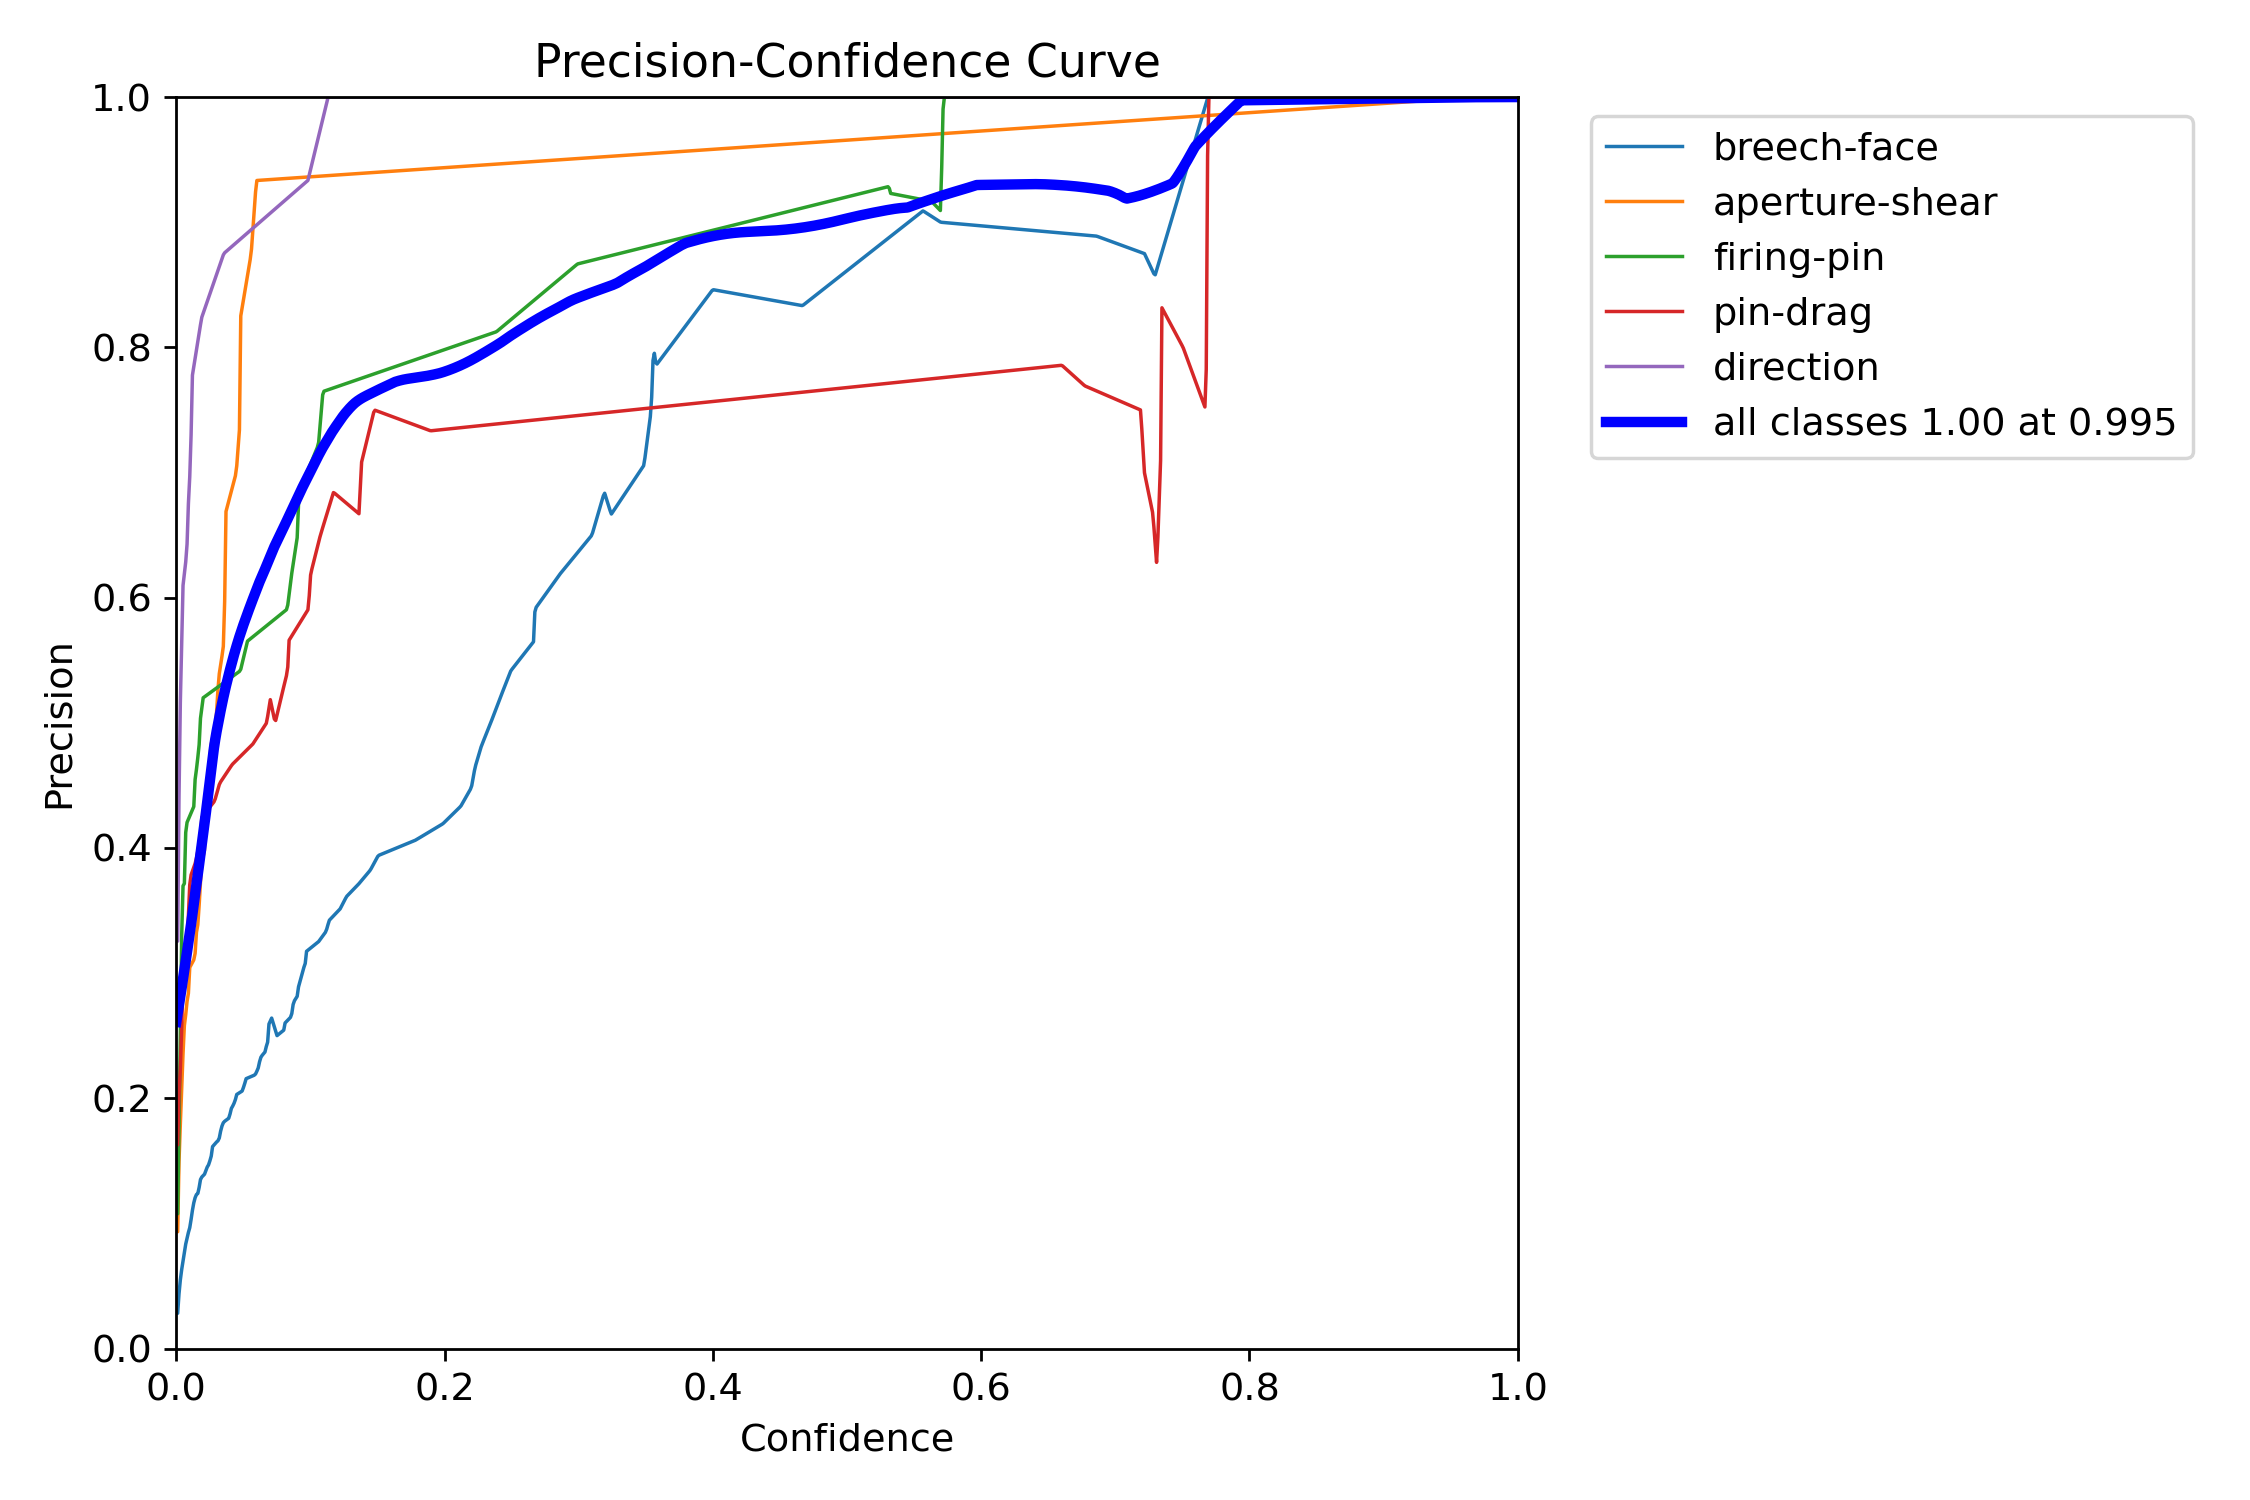 Precision-Confidence Curve
1.0
0.8
0.6
0.4
0.2
0.0
Precision
0.0 0.2 0.4 0.6 0.8 1.0
Confidence
breech-face
aperture-shear
firing-pin
pin-drag
direction
all classes 1.00 at 0.995